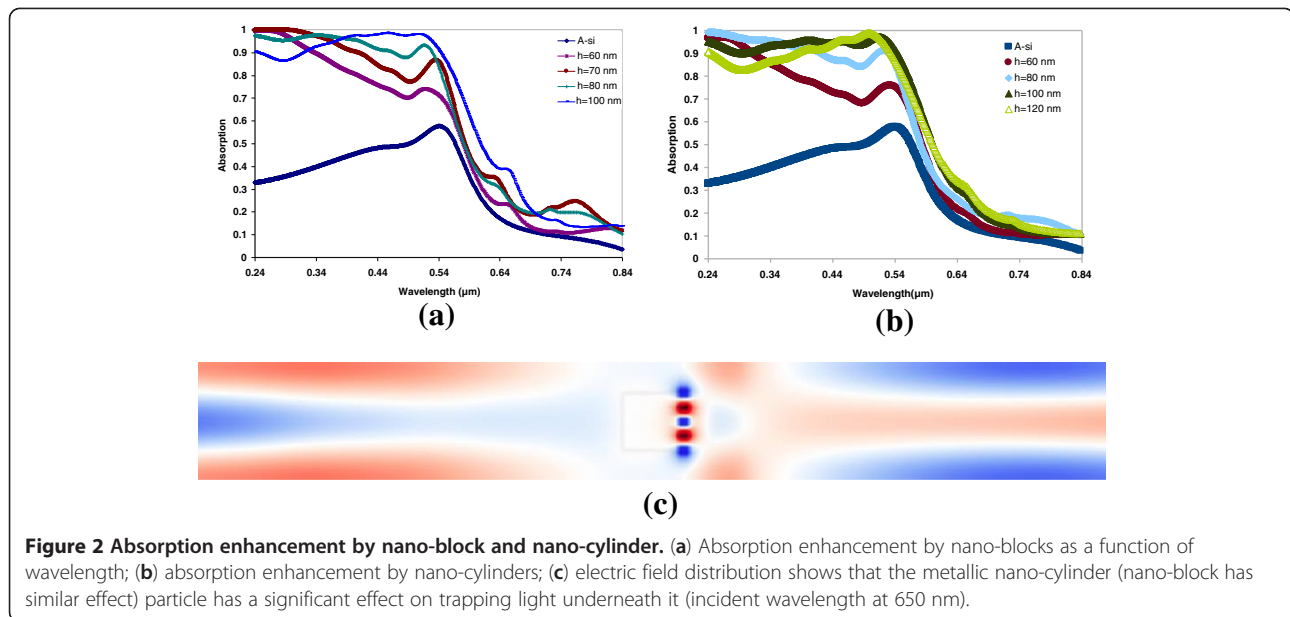 1
0.9
0.8
0.7
0.6
0.5
0.4
0.3
0.2
0.1
0
Absorption
A-si
h=60 nm
h=70 nm
h=80 nm
h=100 nm
0.24 0.34 0.44 0.54 0.64 0.74 0.84
Wavelength (µm)
(a)
1
0.9
0.8
0.7
0.6
0.5
0.4
0.3
0.2
0.1
0
Absorption
A-si
h=60 nm
h=80 nm
h=100 nm
h=120 nm
0.24 0.34 0.44 0.54 0.64 0.74 0.84
Wavelength(µm)
(b)
(c)
Figure 2 Absorption enhancement by nano-block and nano-cylinder. (a) Absorption enhancement by nano-blocks as a function of
wavelength; (b) absorption enhancement by nano-cylinders; (c) electric field distribution shows that the metallic nano-cylinder (nano-block has
similar effect) particle has a significant effect on trapping light underneath it (incident wavelength at 650 nm).